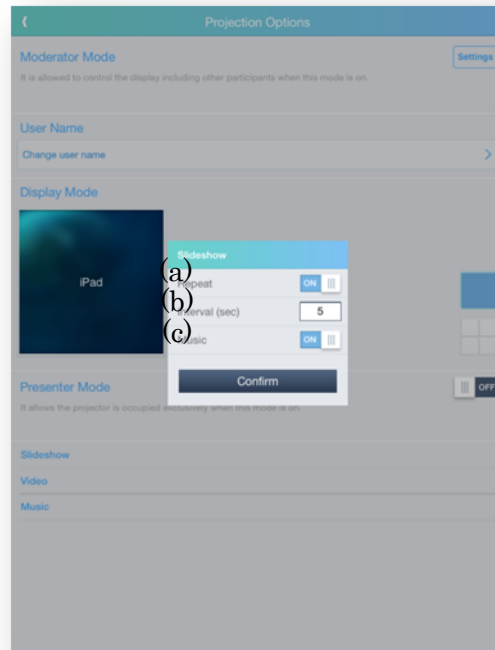 Projection Options
Moderator Mode
Settings
It is allowed to control the display including other participants when this mode is on.
User Name
Change user name
Display Mode
iPad
Slideshow
(a) Repeat ON
(b) Interval (sec) 5
(c) Music ON
Confirm
Presenter Mode
OFF
It allows the projector is occupied exclusively when this mode is on.
Slideshow
Video
Music